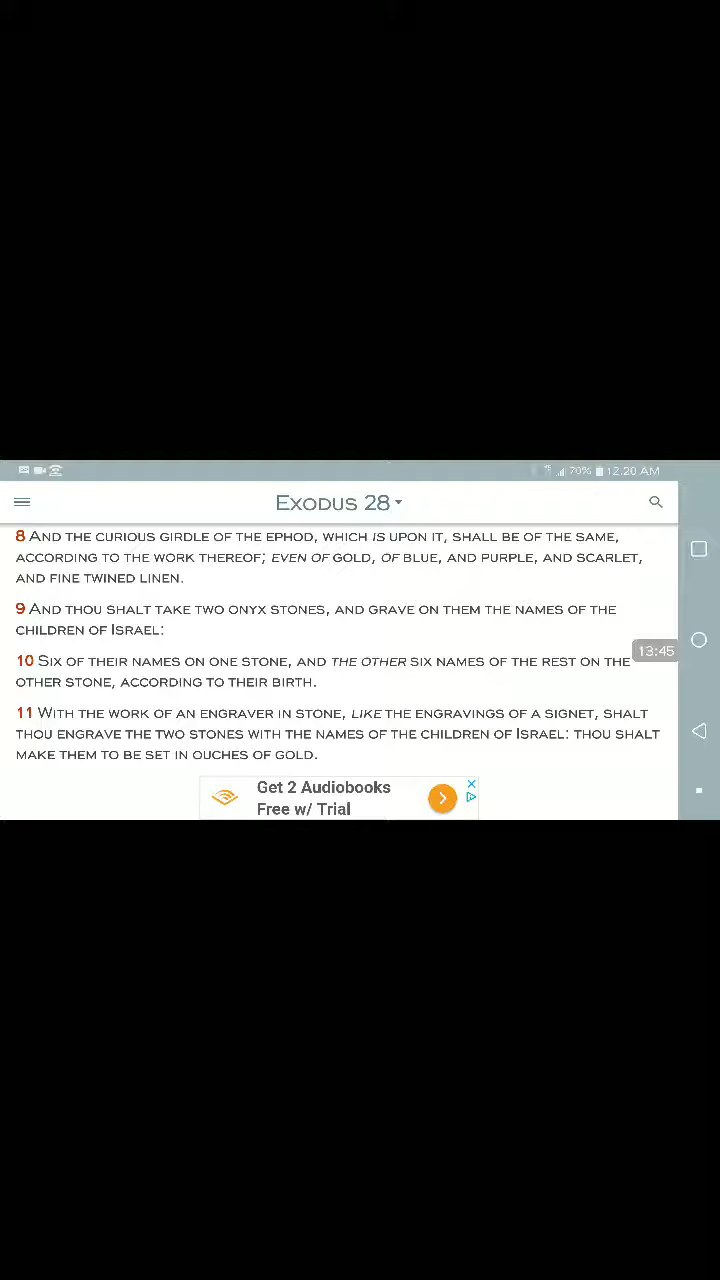 70% 12.20 AM
Exodus 28
8 And the curious girdle of the ephod, which is upon it, shall be of the same,
according to the work thereof; even of gold, of blue, and purple, and scarlet,
and fine twined linen.
9 And thou shalt take two onyx stones, and grave on them the names of the
children of Israel:
10 Six of their names on one stone, and the other six names of the rest on the
other stone, according to their birth.
13:45
11 With the work of an engraver in stone, like the engravings of a signet, shalt
thou engrave the two stones with the names of the children of Israel: thou shalt
make them to be set in ouches of gold.
Get 2 Audiobooks
Free w/ Trial